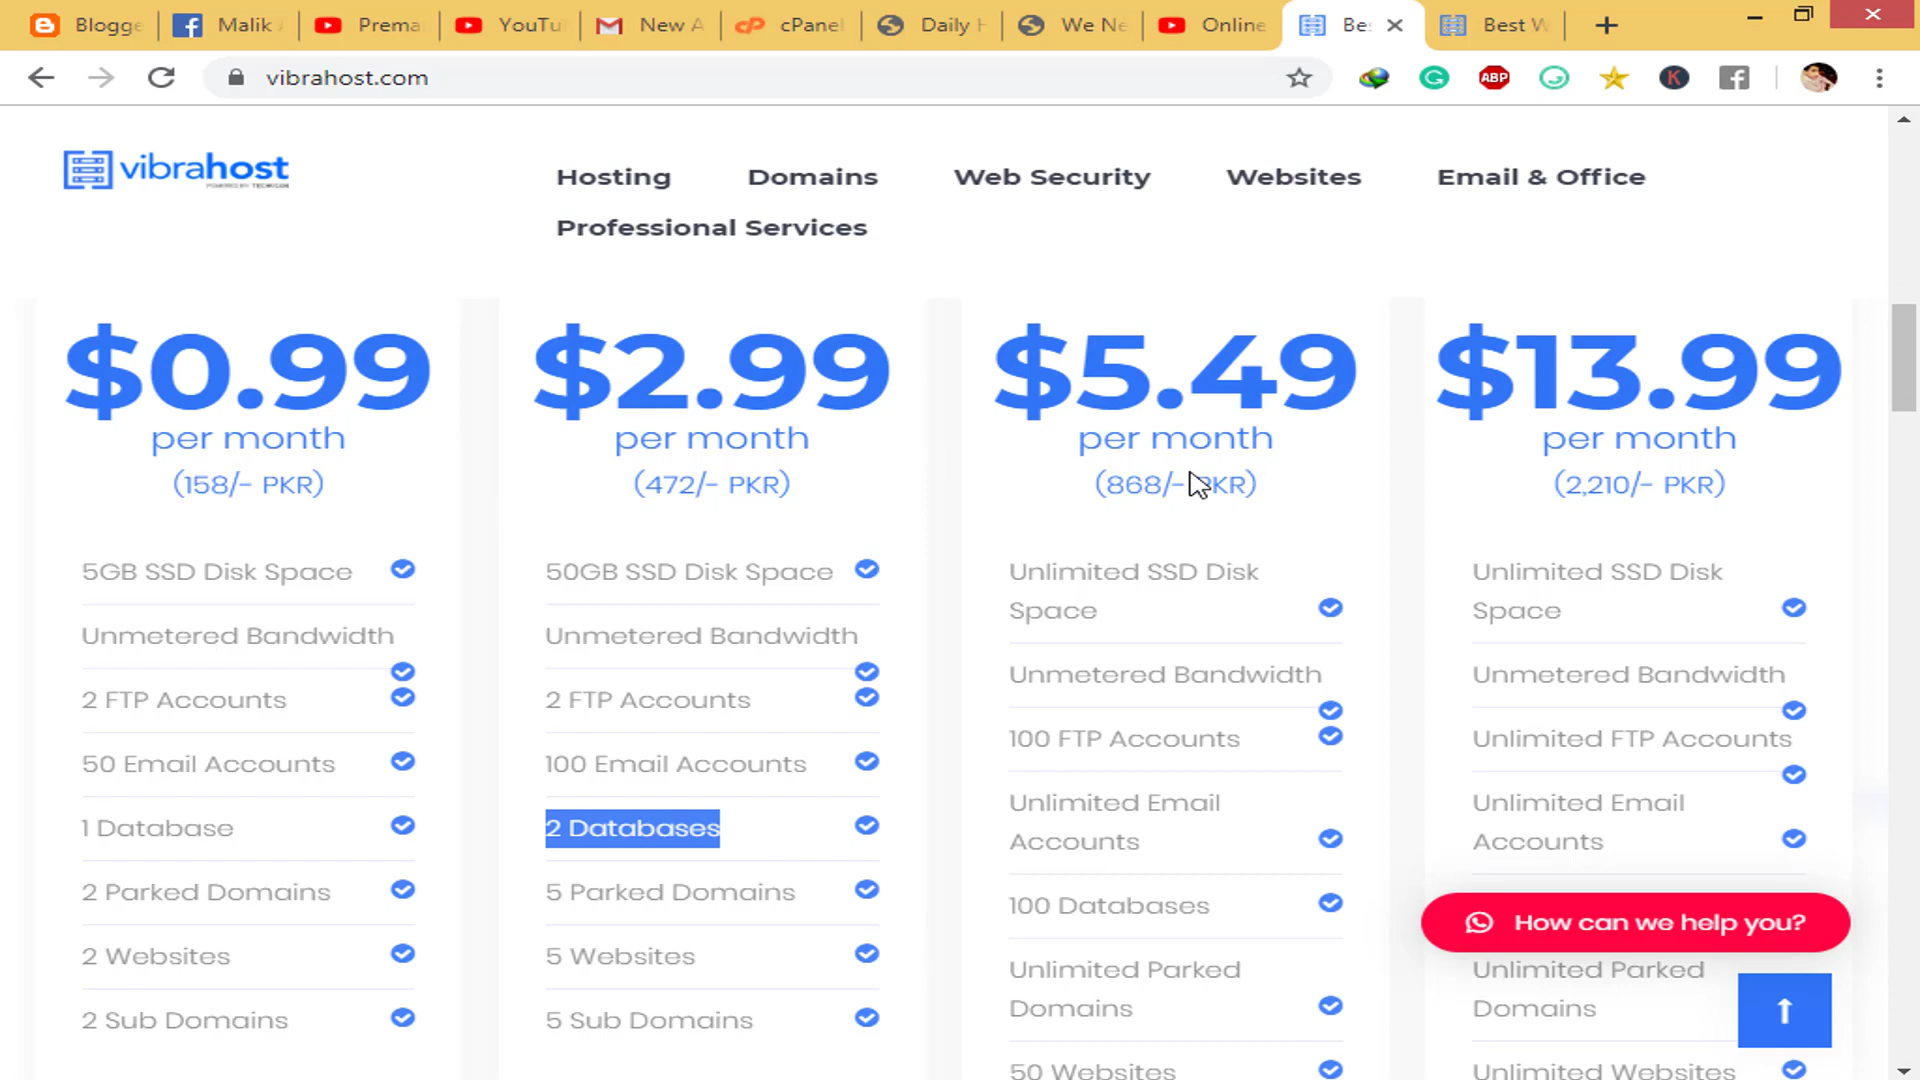 Blogge
Malik
Prema
YouTu
New A
cPanel
Daily H
We Ne
Online
Be
Best W
vibrahost.com
ABP
vibrahost
Hosting
Domains
Web Security
Websites
Email & Office
Professional Services
$0.99
per month
(158/- PKR)
5GB SSD Disk Space
Unmetered Bandwidth
2 FTP Accounts
50 Email Accounts
1 Database
2 Parked Domains
2 Websites
2 Sub Domains
$2.99
per month
(472/- PKR)
50GB SSD Disk Space
Unmetered Bandwidth
2 FTP Accounts
100 Email Accounts
2 Databases
5 Parked Domains
5 Websites
5 Sub Domains
$5.49
per month
(868/- PKR)
Unlimited SSD Disk
Space
Unmetered Bandwidth
100 FTP Accounts
Unlimited Email
Accounts
100 Databases
Unlimited Parked
Domains
50 Websites
$13.99
per month
(2,210/- PKR)
Unlimited SSD Disk
Space
Unmetered Bandwidth
Unlimited FTP Accounts
Unlimited Email
Accounts
How can we help you?
Unlimited Parked
Domains
Unlimited Websites